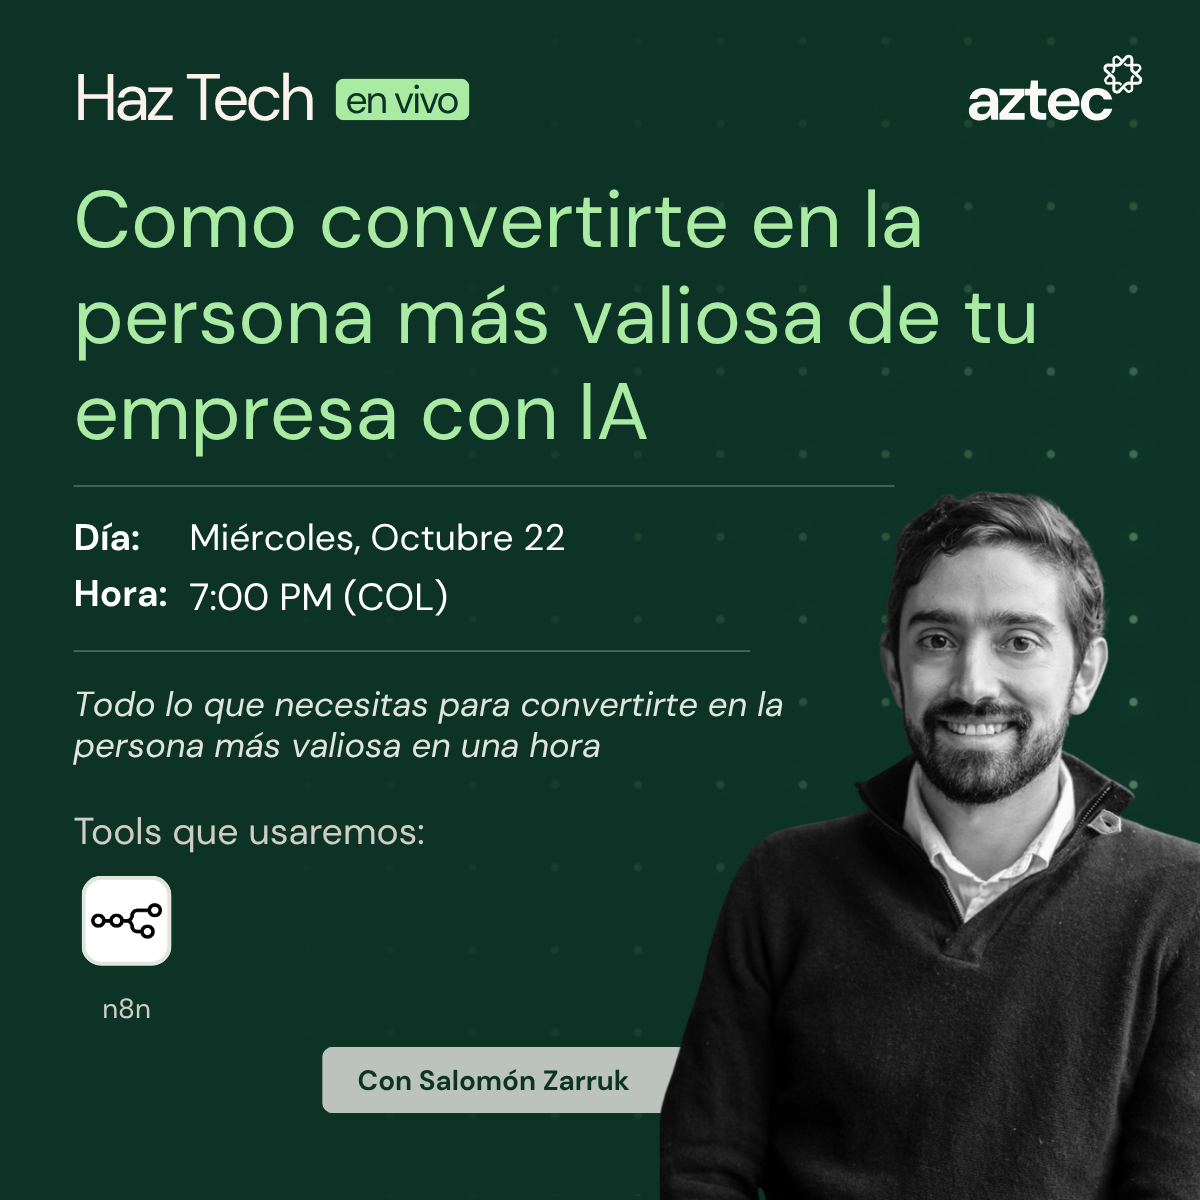 Haz Tech en vivo
aztec
Como convertirte en la
persona más valiosa de tu
empresa con IA
Día: Miércoles, Octubre 22
Hora: 7:00 PM (COL)
Todo lo que necesitas para convertirte en la
persona más valiosa en una hora
Tools que usaremos:
n8n
Con Salomón Zarruk